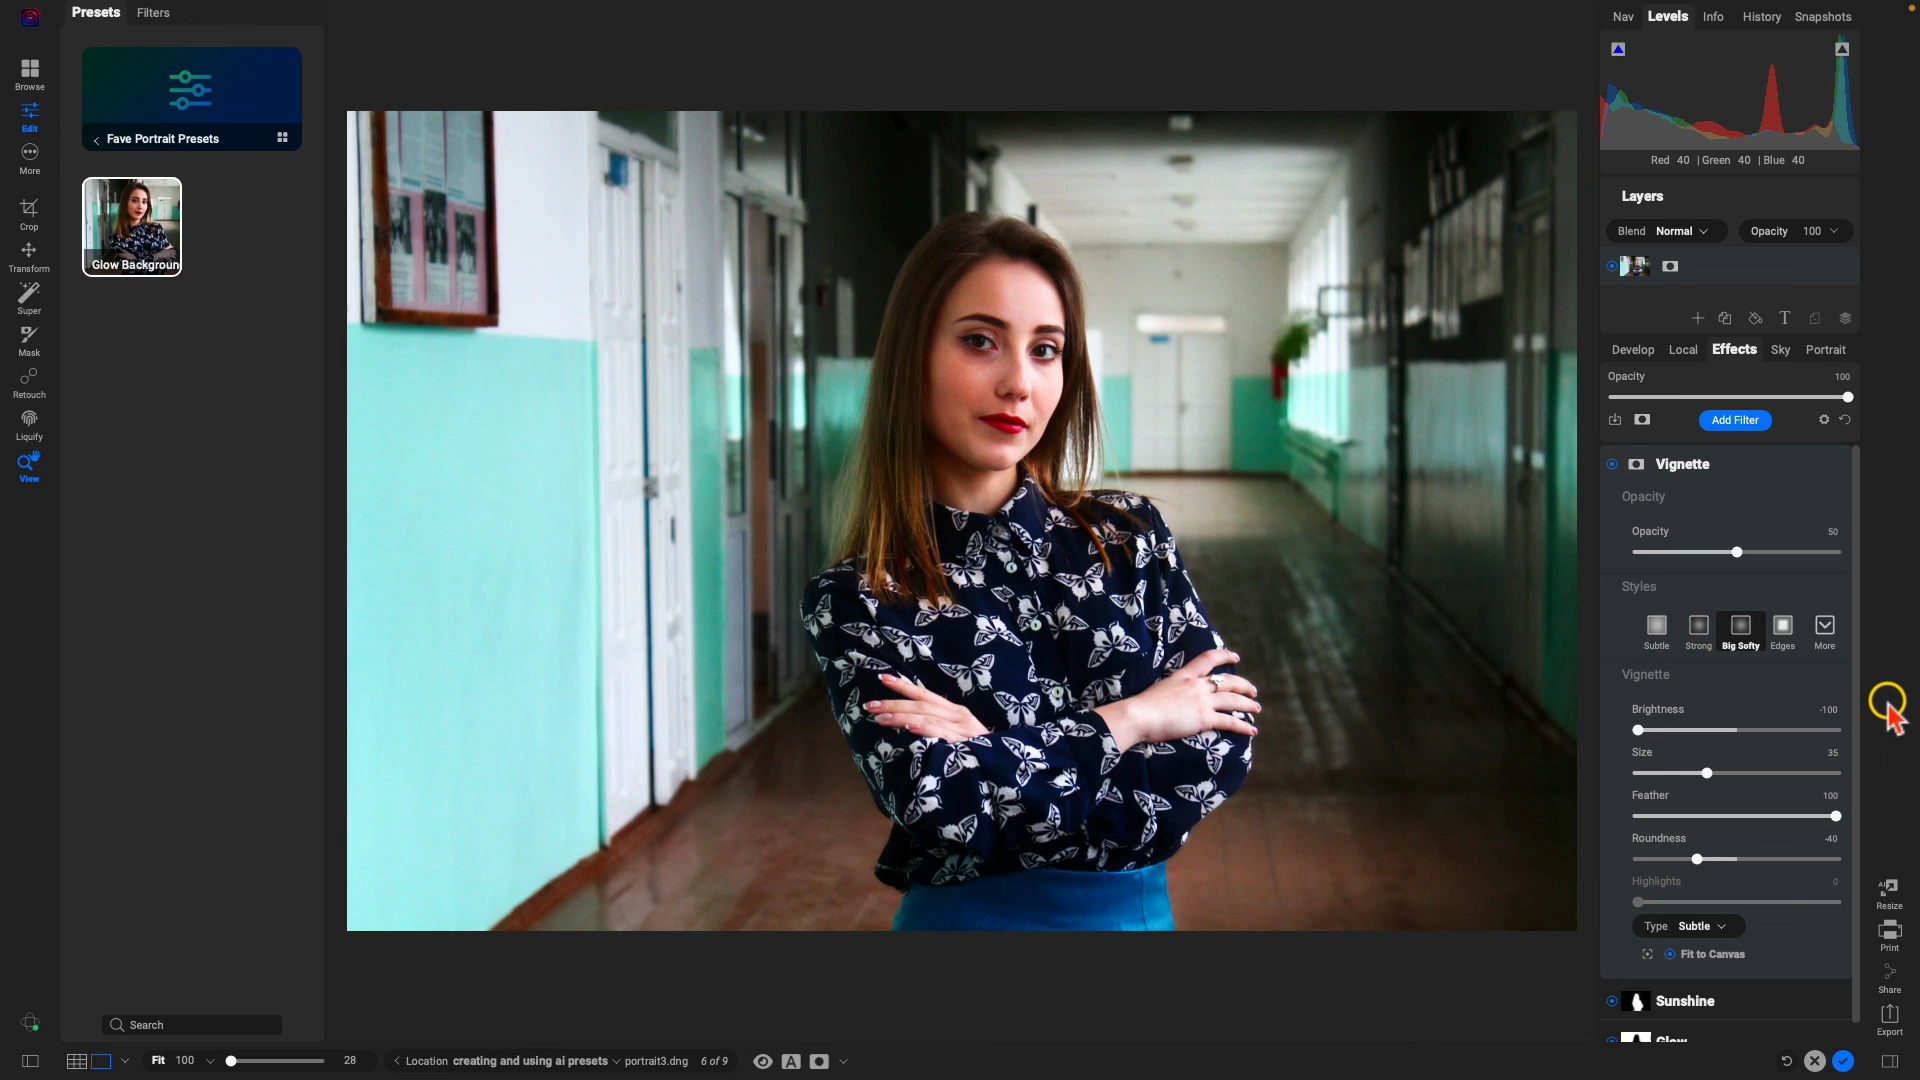 Presets Filters
Nav Levels Info History Snapshots
Browse
Edit
More
Crop
Transform
Super
Mask
Retouch
Liquify
View
Fave Portrait Presets
Glow Backgroun
Search
Red 40 | Green 40 | Blue 40
Layers
Blend Normal Opacity 100
Develop Local Effects Sky Portrait
Opacity 100
Add Filter
Vignette
Opacity
Opacity 50
Styles
Subtle Strong Big Softy Edges More
Vignette
Brightness -100
Size 35
Feather 100
Roundness -40
Highlights 0
Type Subtle
Fit to Canvas
Sunshine
Glow
Resize
Print
Share
Export
Fit 100 28 Location creating and using ai presets portrait3.dng 6 of 9 A